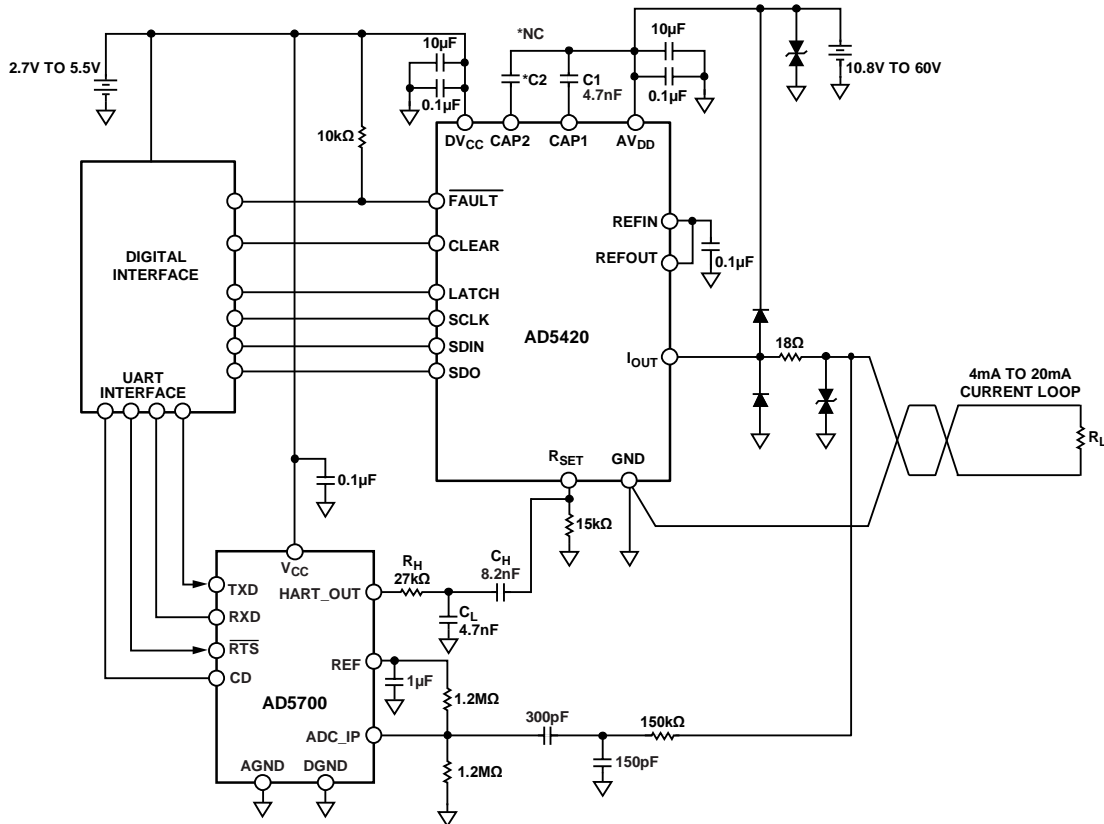 2.7V TO 5.5V
10µF
0.1µF
10kΩ
*NC
*C2
C1
4.7nF
10µF
0.1µF
10.8V TO 60V
DVCC
CAP2
CAP1
AVDD
FAULT
CLEAR
LATCH
SCLK
SDIN
SDO
REFIN
REFOUT
0.1µF
AD5420
IOUT
RSET
GND
DIGITAL
INTERFACE
UART
INTERFACE
18Ω
4mA TO 20mA
CURRENT LOOP
RL
0.1µF
15kΩ
VCC
TXD
RXD
RTS
CD
HART_OUT
REF
ADC_IP
AD5700
AGND
DGND
RH
27kΩ
CH
8.2nF
CL
4.7nF
1µF
1.2MΩ
1.2MΩ
300pF
150kΩ
150pF